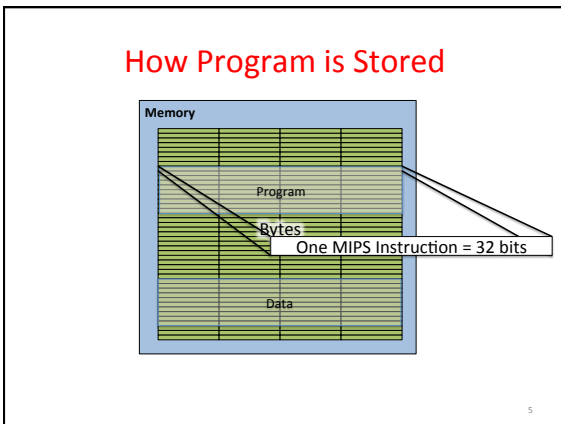 How Program is Stored
Memory
Program
Bytes
One MIPS Instruction = 32 bits
Data
5